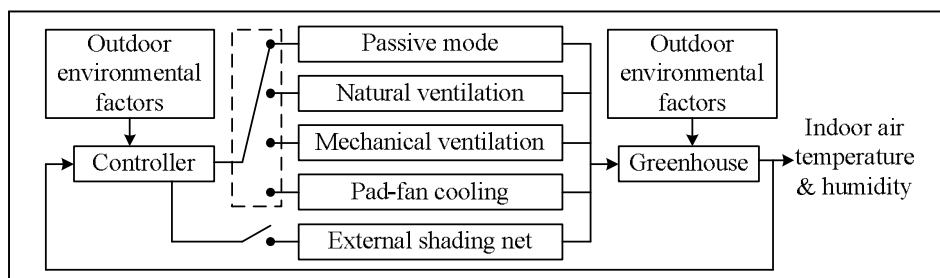 Outdoor
environmental
factors
Controller
Passive mode
Natural ventilation
Mechanical ventilation
Pad-fan cooling
External shading net
Outdoor
environmental
factors
Greenhouse
Indoor air
temperature
& humidity